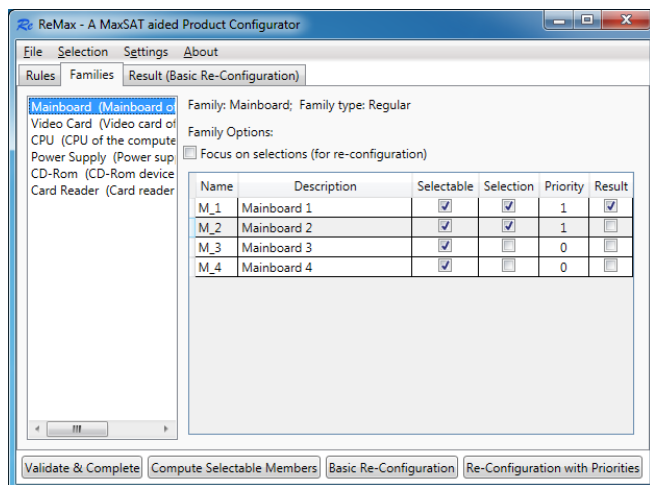 Re ReMax - A MaxSAT aided Product Configurator
File Selection Settings About
Rules Families Result (Basic Re-Configuration)
Mainboard (Mainboard of
Video Card (Video card of
CPU (CPU of the compute
Power Supply (Power sup
CD-Rom (CD-Rom device
Card Reader (Card reader
Family: Mainboard; Family type: Regular
Family Options:
Focus on selections (for re-configuration)
Name Description Selectable Selection Priority Result
M_1 Mainboard 1 1
M_2 Mainboard 2 1
M_3 Mainboard 3 0
M_4 Mainboard 4 0
Validate & Complete Compute Selectable Members Basic Re-Configuration Re-Configuration with Priorities